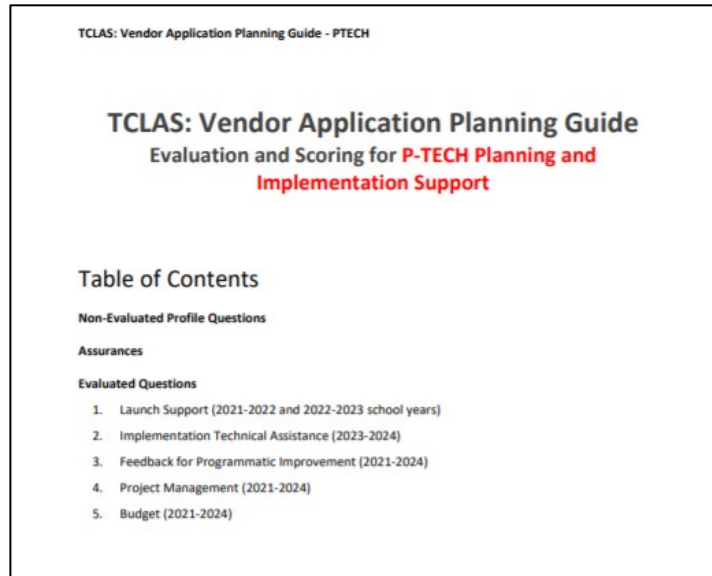 TCLAS: Vendor Application Planning Guide - PTECH
TCLAS: Vendor Application Planning Guide
Evaluation and Scoring for P-TECH Planning and
Implementation Support
Table of Contents
Non-Evaluated Profile Questions
Assurances
Evaluated Questions
1. Launch Support (2021-2022 and 2022-2023 school years)
2. Implementation Technical Assistance (2023-2024)
3. Feedback for Programmatic Improvement (2021-2024)
4. Project Management (2021-2024)
5. Budget (2021-2024)